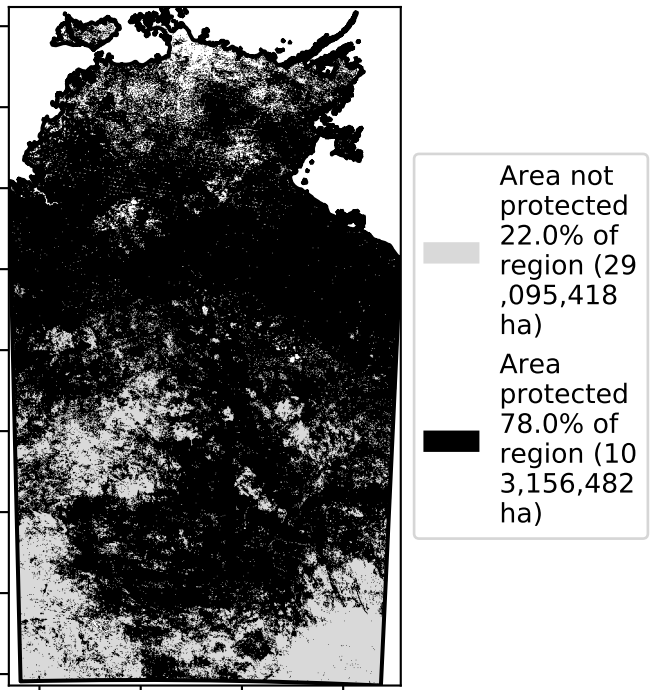 Area not
protected
22.0% of
region (29
,095,418
ha)
Area
protected
78.0% of
region (10
3,156,482
ha)